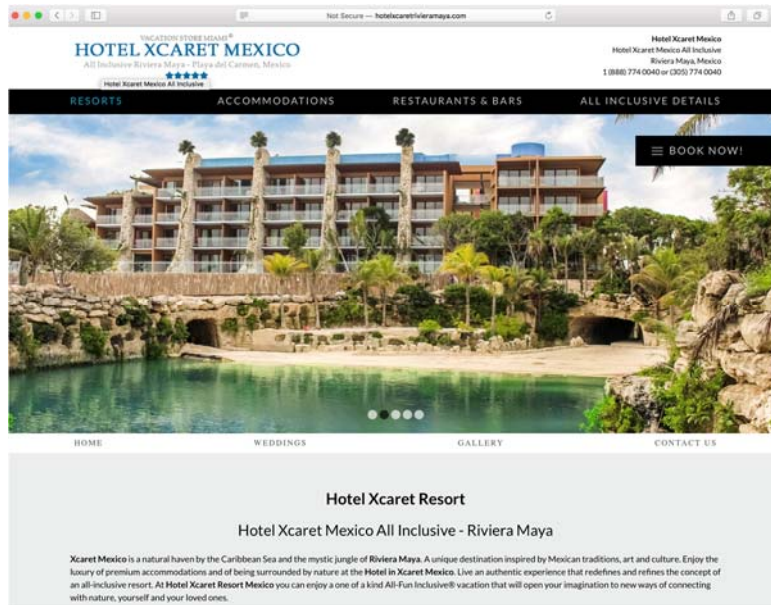 Not Secure — hotelxcaretrivieramaya.com
VACATION STORE MIAMI®
HOTEL XCARET MEXICO
All Inclusive Riviera Maya - Playa del Carmen, Mexico
Hotel Xcaret Mexico All Inclusive
Hotel Xcaret Mexico
Hotel Xcaret Mexico All Inclusive
Riviera Maya, Mexico
1 (888) 774 0040 or (305) 774 0040
RESORTS ACCOMMODATIONS RESTAURANTS & BARS ALL INCLUSIVE DETAILS
BOOK NOW!
HOME WEDDINGS GALLERY CONTACT US
Hotel Xcaret Resort
Hotel Xcaret Mexico All Inclusive - Riviera Maya
Xcaret Mexico is a natural haven by the Caribbean Sea and the mystic jungle of Riviera Maya. A unique destination inspired by Mexican traditions, art and culture. Enjoy the
luxury of premium accommodations and of being surrounded by nature at the Hotel in Xcaret Mexico. Live an authentic experience that redefines and refines the concept of
an all-inclusive resort. At Hotel Xcaret Resort Mexico you can enjoy a one of a kind All-Fun Inclusive® vacation that will open your imagination to new ways of connecting
with nature, yourself and your loved ones.